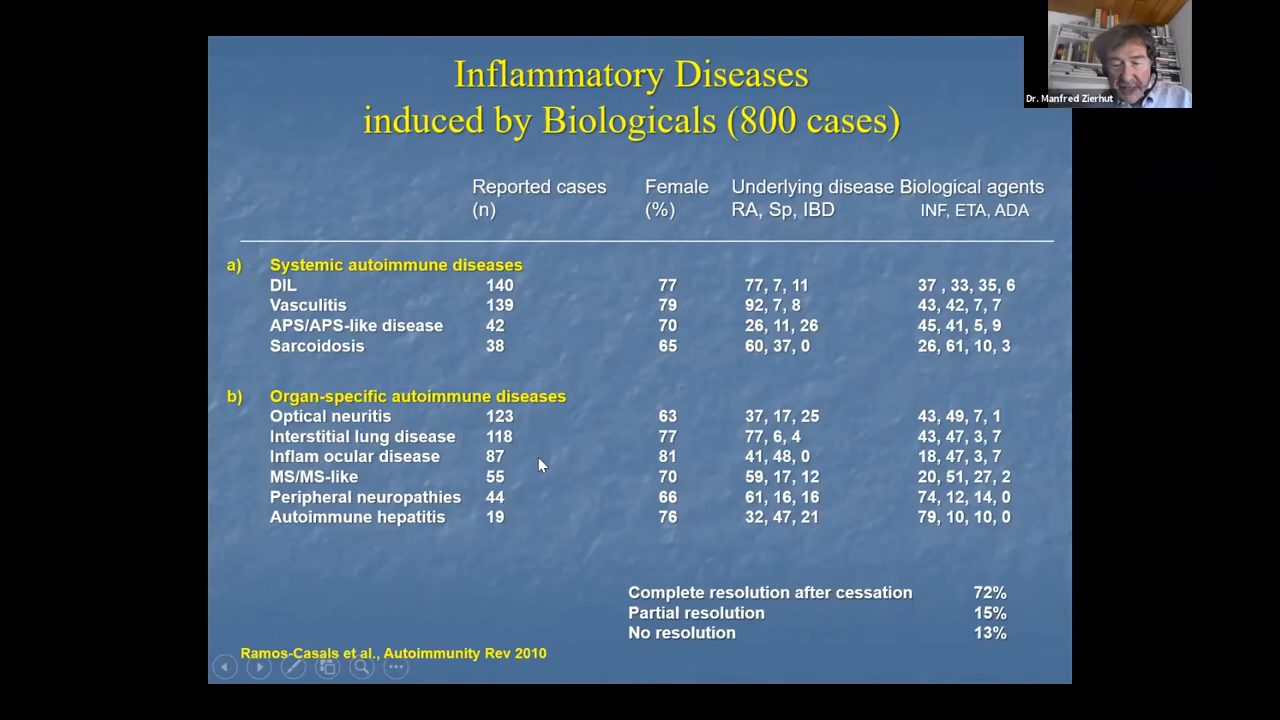 Inflammatory Diseases
induced by Biologicals (800 cases)
Dr. Manfred Zierhut
Reported cases Female Underlying disease Biological agents
(n) (%) RA, Sp, IBD INF, ETA, ADA
a) Systemic autoimmune diseases
DIL 140 77 77, 7, 11 37 , 33, 35, 6
Vasculitis 139 79 92, 7, 8 43, 42, 7, 7
APS/APS-like disease 42 70 26, 11, 26 45, 41, 5, 9
Sarcoidosis 38 65 60, 37, 0 26, 61, 10, 3
b) Organ-specific autoimmune diseases
Optical neuritis 123 63 37, 17, 25 43, 49, 7, 1
Interstitial lung disease 118 77 77, 6, 4 43, 47, 3, 7
Inflam ocular disease 87 81 41, 48, 0 18, 47, 3, 7
MS/MS-like 55 70 59, 17, 12 20, 51, 27, 2
Peripheral neuropathies 44 66 61, 16, 16 74, 12, 14, 0
Autoimmune hepatitis 19 76 32, 47, 21 79, 10, 10, 0
Complete resolution after cessation 72%
Partial resolution 15%
No resolution 13%
Ramos-Casals et al., Autoimmunity Rev 2010